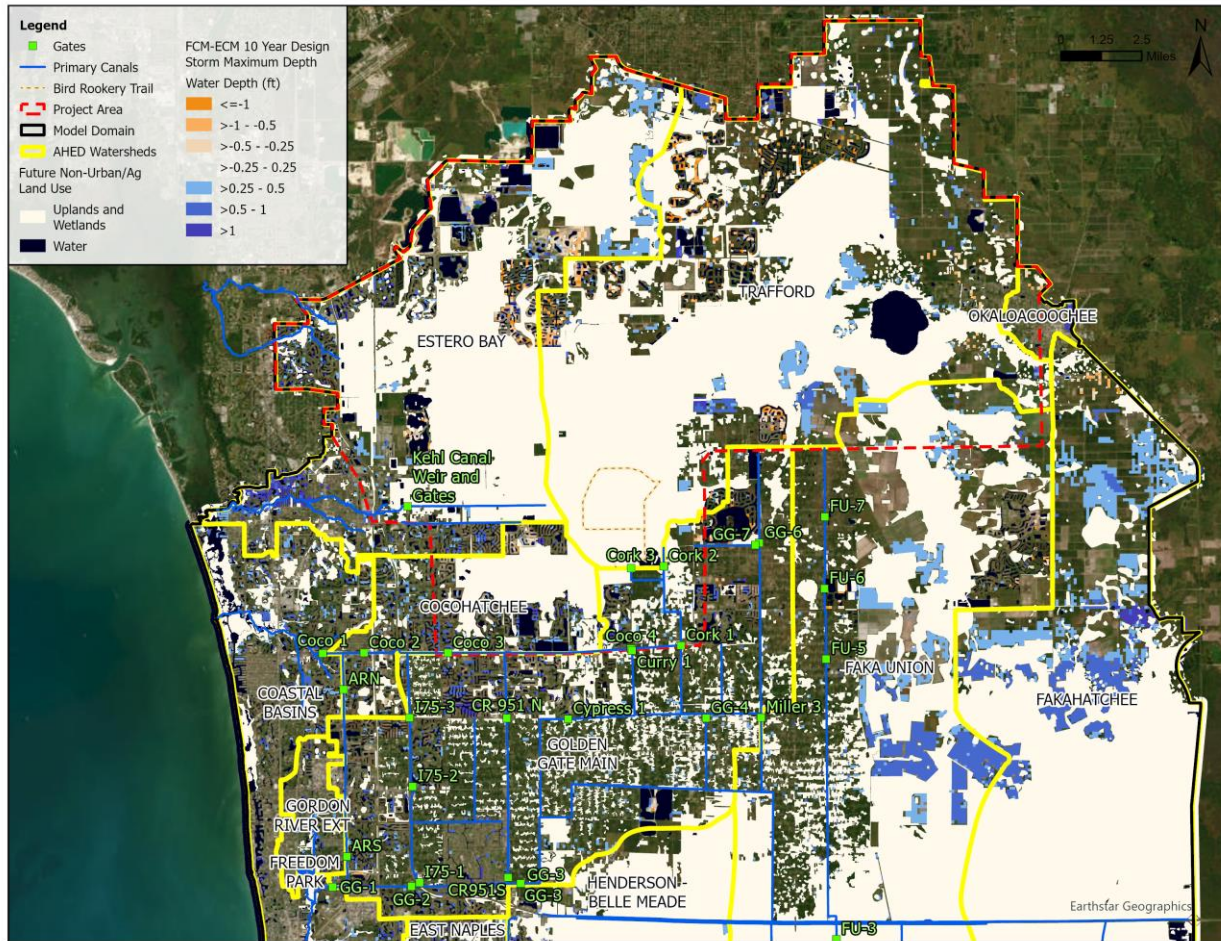 Legend
Gates
Primary Canals
Bird Rookery Trail
Project Area
Model Domain
AHED Watersheds
Future Non-Urban/Ag
Land Use
Uplands and
Wetlands
Water
FCM-ECM 10 Year Design
Storm Maximum Depth
Water Depth (ft)
<=-1
>-1 - -0.5
>-0.5 - -0.25
>-0.25 - 0.25
>0.25 - 0.5
>0.5 - 1
>1
N
0 1.25 2.5
Miles
TRAFFORD
OKALOACOOCHEE
ESTERO BAY
Kehl Canal
Weir and
Gates
FU-7
GG-7
GG-6
Cork 3
Cork 2
FU-6
COCOHATCHEE
Coco 1
Coco 2
Coco 3
Coco 4
Cork 1
Curry 1
FU-5
FAKA UNION
ARN
COASTAL
BASINS
FAKAHATCHEE
I75-3
CR 951 N
Cypress 1
GG-4
Miller 3
GOLDEN
GATE MAIN
I75-2
GORDON
RIVER EXT
ARS
FREEDOM
PARK
GG-1
I75-1
GG-2
CR951S
GG-3
GG-3
HENDERSON -
BELLE MEADE
EAST NAPLES
FU-3
Earthstar Geographics